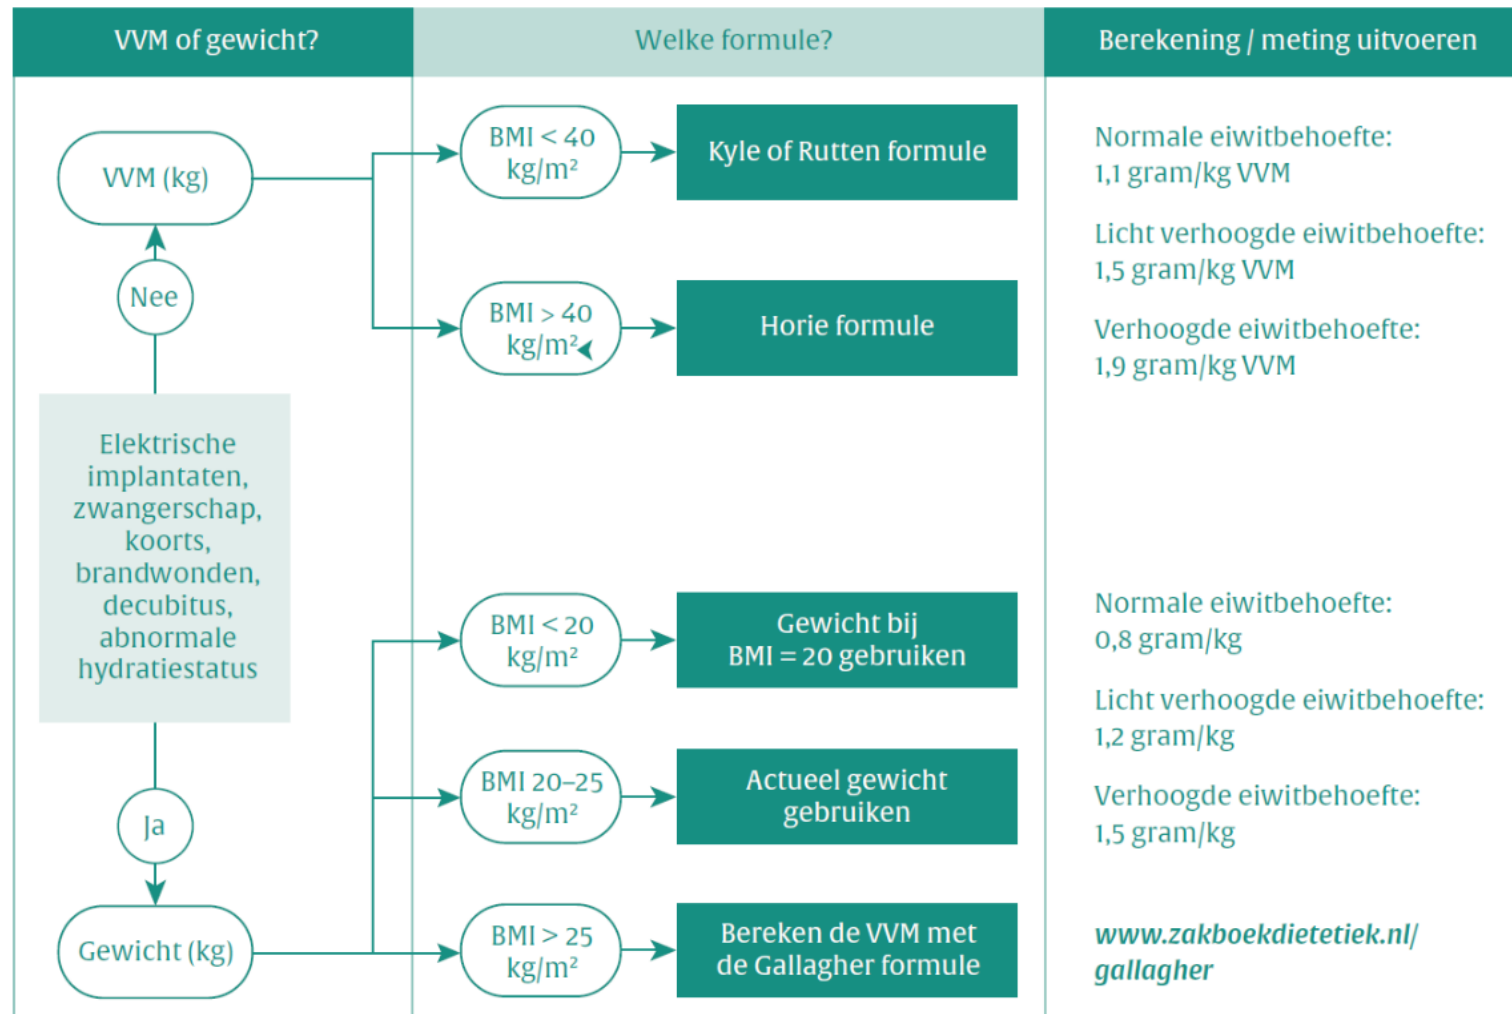 VVM of gewicht?
Welke formule?
Berekening / meting uitvoeren
VVM (kg)
Nee
Elektrische
implantaten,
zwangerschap,
koorts,
brandwonden,
decubitus,
abnormale
hydratiestatus
Ja
Gewicht (kg)
BMI < 40
kg/m²
Kyle of Rutten formule
BMI > 40
kg/m²
Horie formule
BMI < 20
kg/m²
Gewicht bij
BMI = 20 gebruiken
BMI 20–25
kg/m²
Actueel gewicht
gebruiken
BMI > 25
kg/m²
Bereken de VVM met
de Gallagher formule
Normale eiwitbehoefte:
1,1 gram/kg VVM
Licht verhoogde eiwitbehoefte:
1,5 gram/kg VVM
Verhoogde eiwitbehoefte:
1,9 gram/kg VVM
Normale eiwitbehoefte:
0,8 gram/kg
Licht verhoogde eiwitbehoefte:
1,2 gram/kg
Verhoogde eiwitbehoefte:
1,5 gram/kg
www.zakboekdietetiek.nl/
gallagher